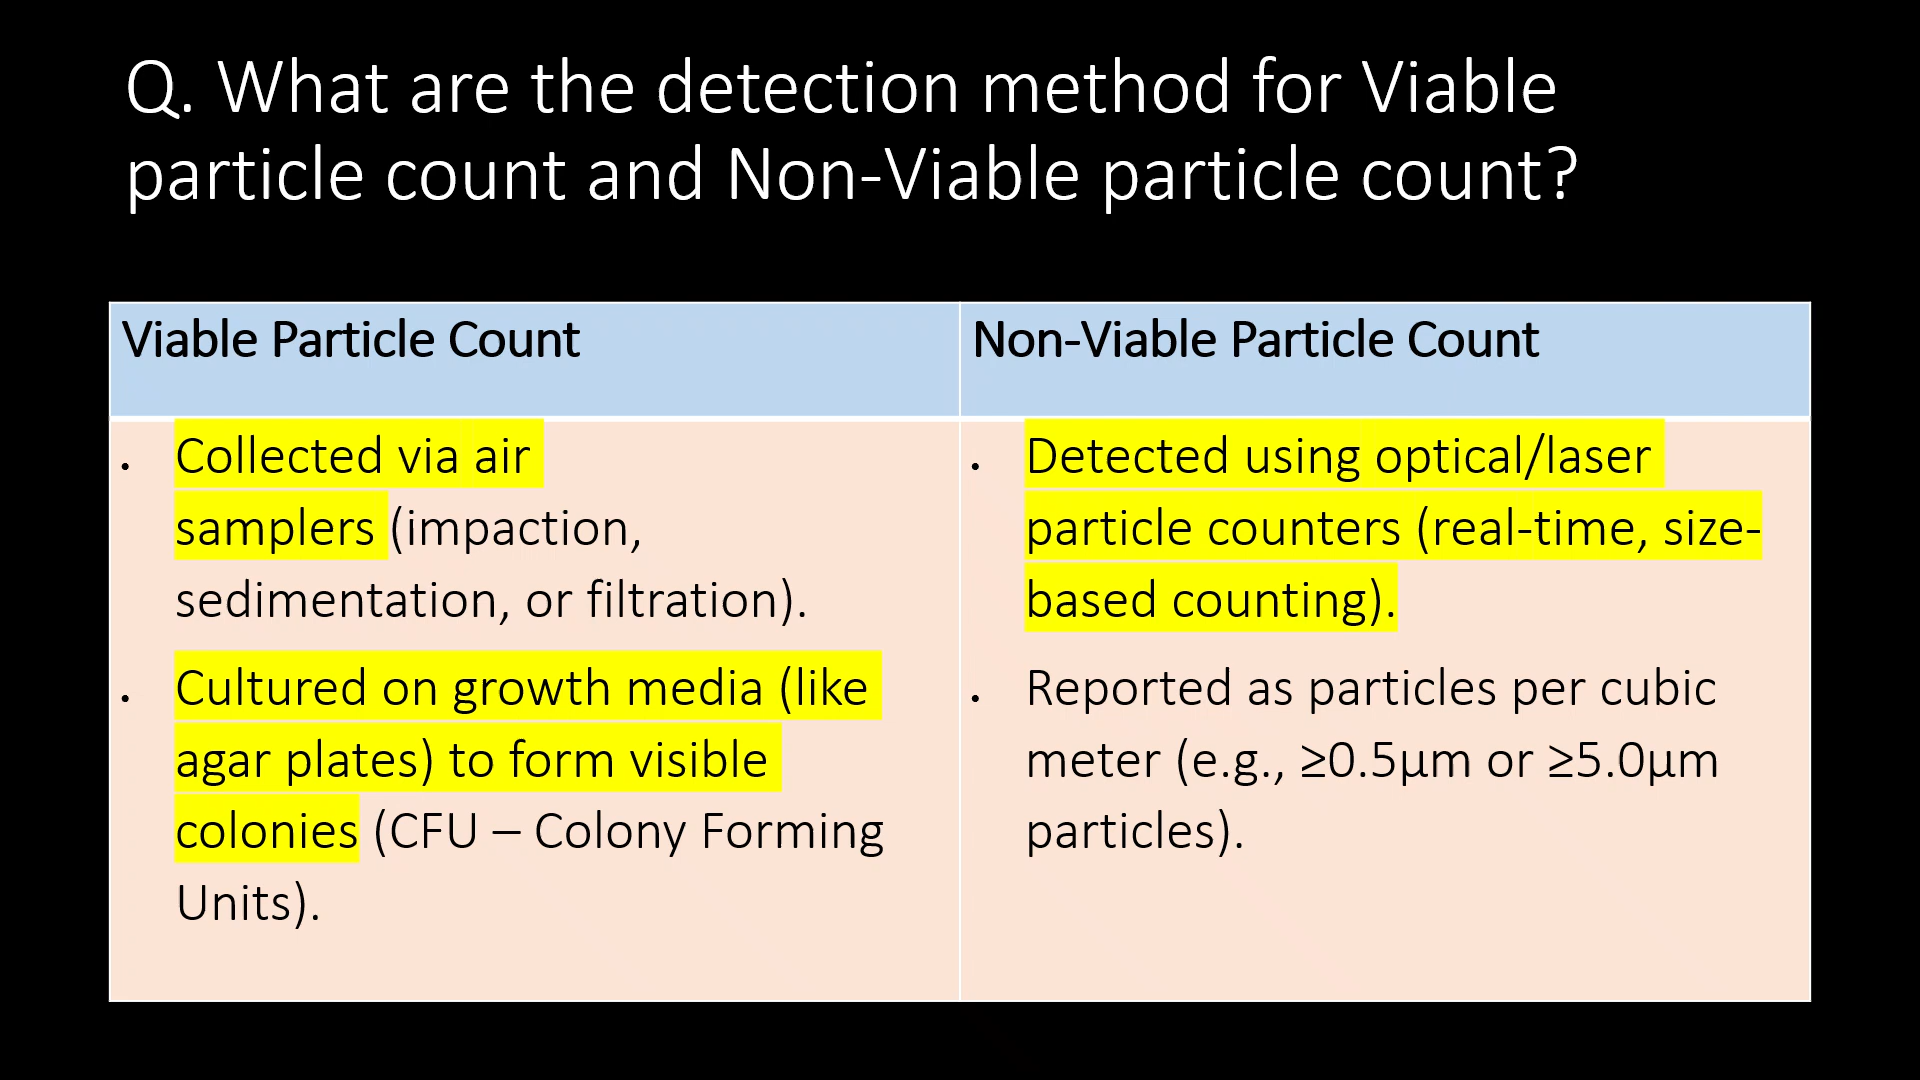 Q. What are the detection method for Viable
particle count and Non-Viable particle count?
Viable Particle Count
• Collected via air
samplers (impaction,
sedimentation, or filtration).
• Cultured on growth media (like
agar plates) to form visible
colonies (CFU – Colony Forming
Units).
Non-Viable Particle Count
• Detected using optical/laser
particle counters (real-time, size-
based counting).
• Reported as particles per cubic
meter (e.g., ≥0.5µm or ≥5.0µm
particles).